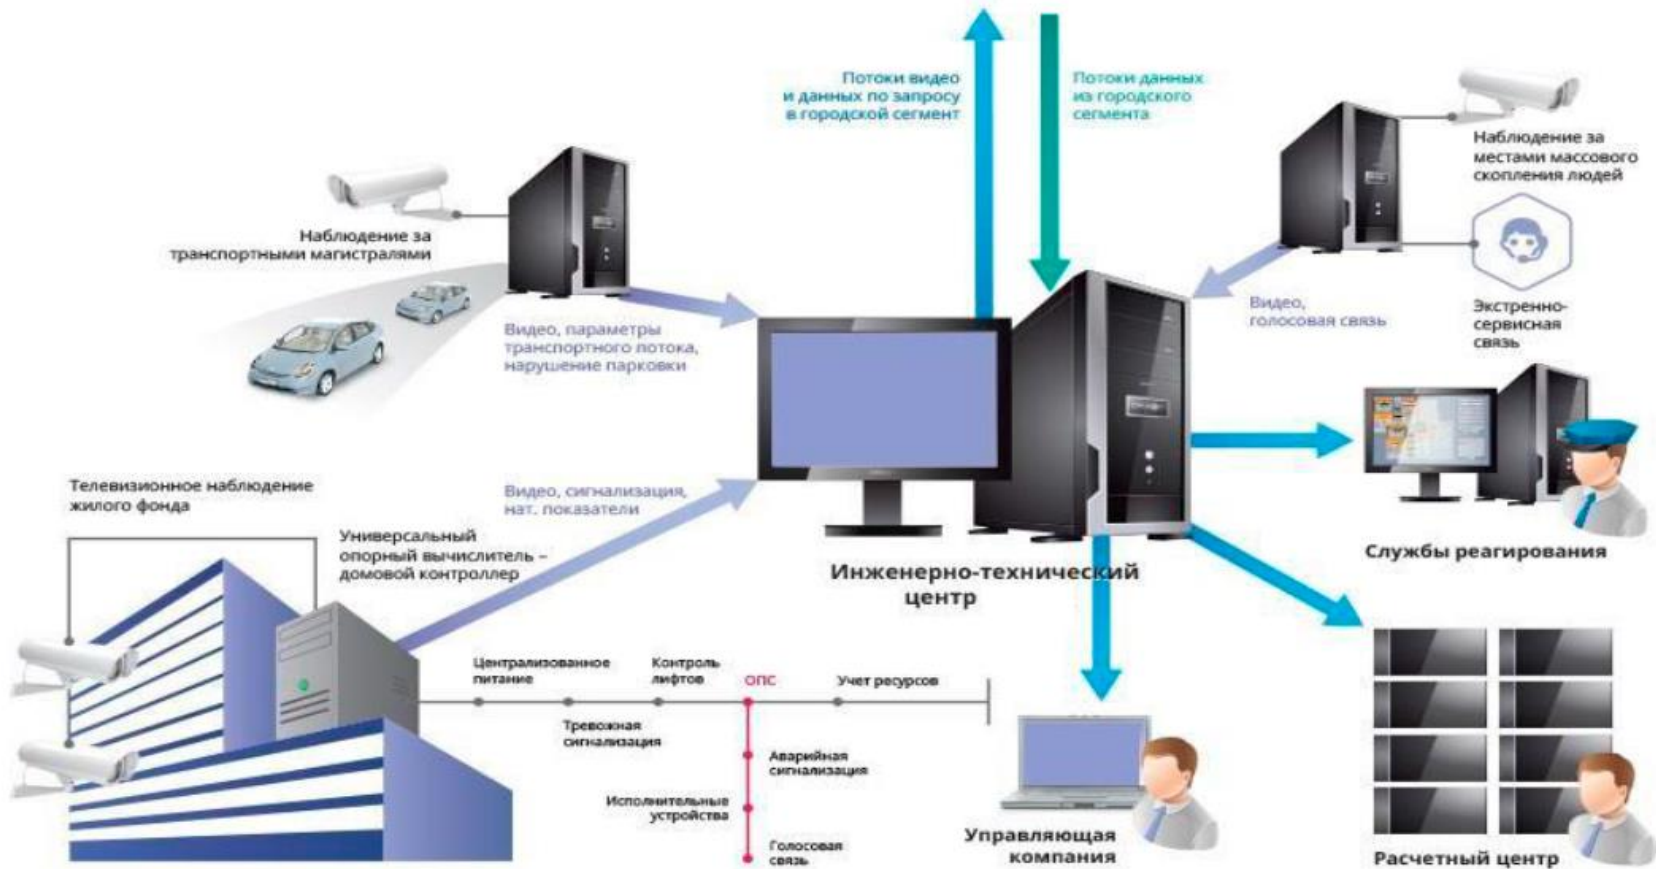 Потоки видео
и данных по запросу
в городской сегмент
Потоки данных
из городского
сегмента
Наблюдение за
местами массового
скопления людей
Наблюдение за
транспортными магистралями
Видео,
голосовая связь
Экстренно-
сервисная
связь
Видео, параметры
транспортного потока,
нарушение парковки
Телевизионное наблюдение
жилого фонда
Видео, сигнализация,
нат. показатели
Универсальный
опорный вычислитель –
домовой контроллер
Инженерно-технический
центр
Службы реагирования
Централизованное
питание
Контроль
лифтов
ОПС
Учет ресурсов
Тревожная
сигнализация
Аварийная
сигнализация
Исполнительные
устройства
Голосовая
связь
Управляющая
компания
Расчетный центр